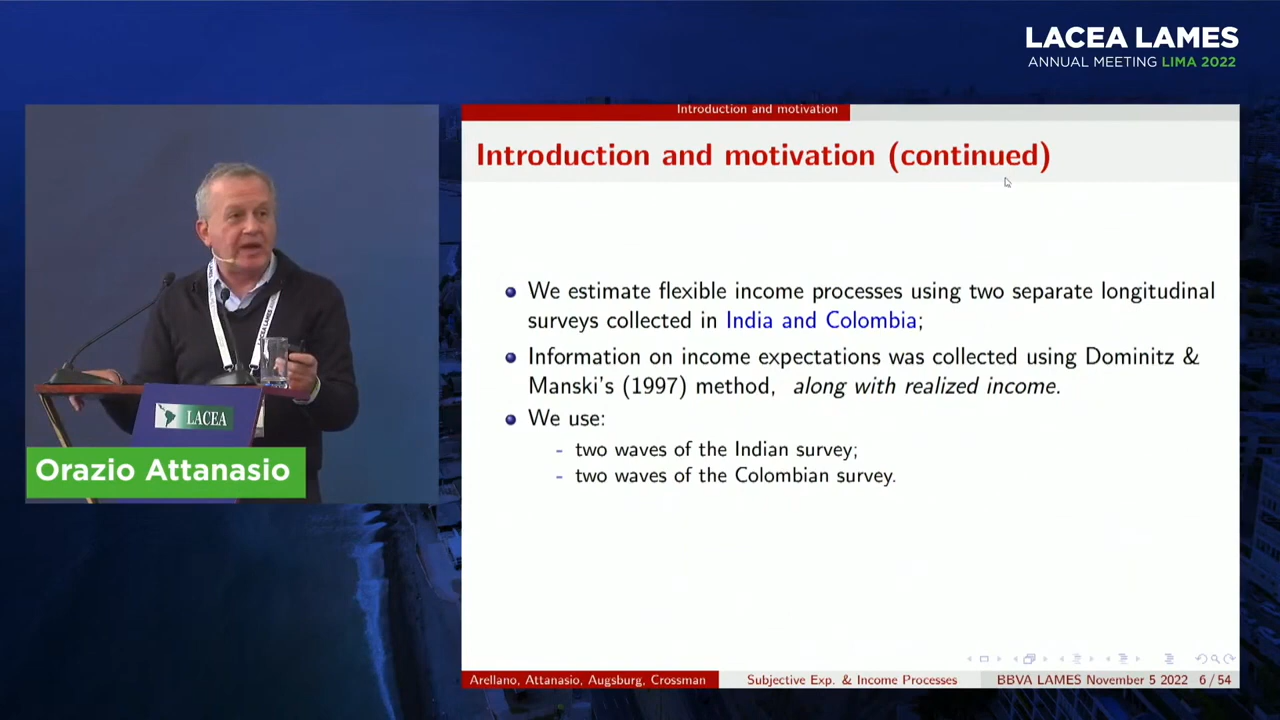 LACEA LAMES
ANNUAL MEETING LIMA 2022
Introduction and motivation
Introduction and motivation (continued)
We estimate flexible income processes using two separate longitudinal
surveys collected in India and Colombia;
Information on income expectations was collected using Dominitz &
Manski's (1997) method, along with realized income.
We use:
- two waves of the Indian survey;
- two waves of the Colombian survey.
LACEA
Orazio Attanasio
Arellano, Attanasio, Augsburg, Crossman
Subjective Exp. & Income Processes
BBVA LAMES November 5 2022 6 / 54